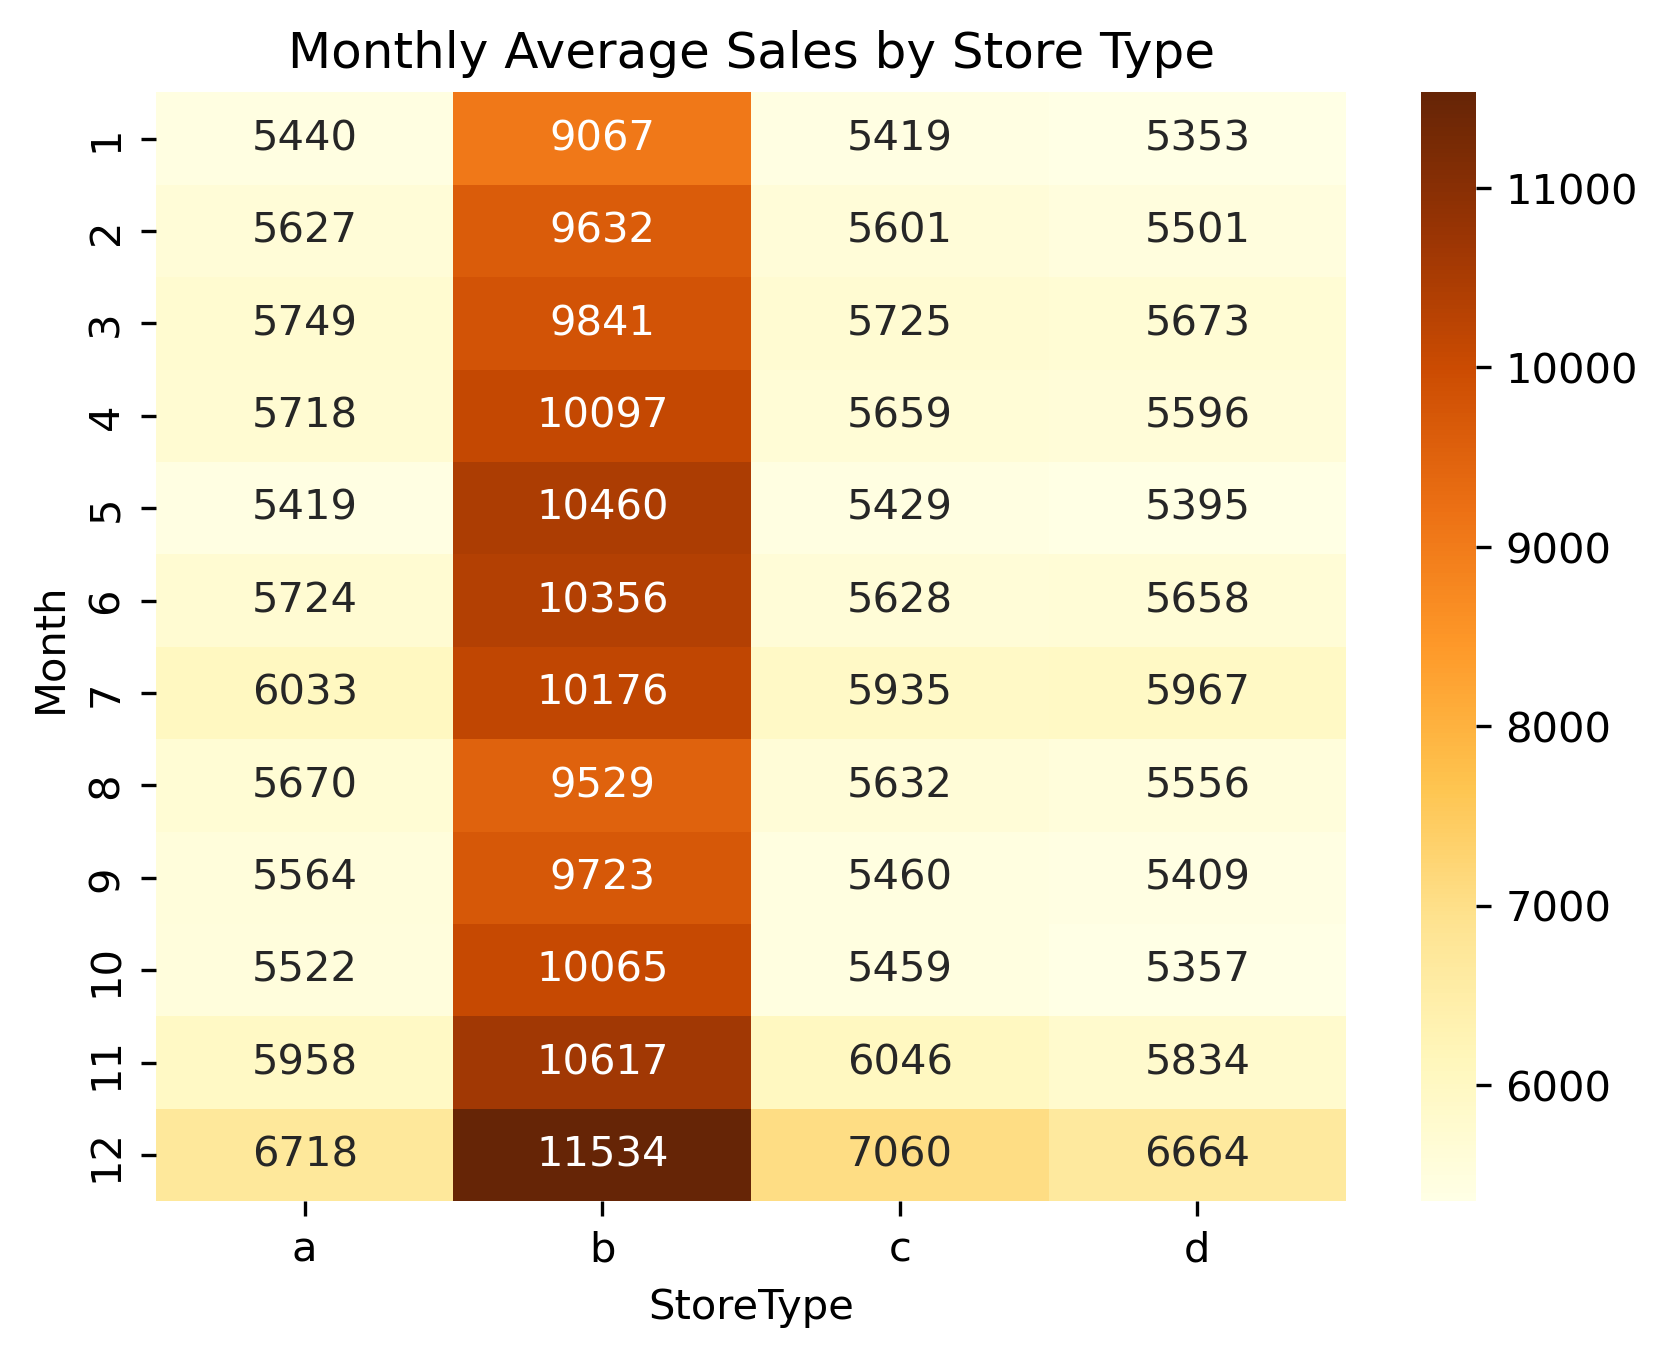 Monthly Average Sales by Store Type
1 5440 9067 5419 5353
2 5627 9632 5601 5501
3 5749 9841 5725 5673
4 5718 10097 5659 5596
5 5419 10460 5429 5395
6 5724 10356 5628 5658
7 6033 10176 5935 5967
8 5670 9529 5632 5556
9 5564 9723 5460 5409
10 5522 10065 5459 5357
11 5958 10617 6046 5834
12 6718 11534 7060 6664
a b c d
StoreType
Month
11000
10000
9000
8000
7000
6000